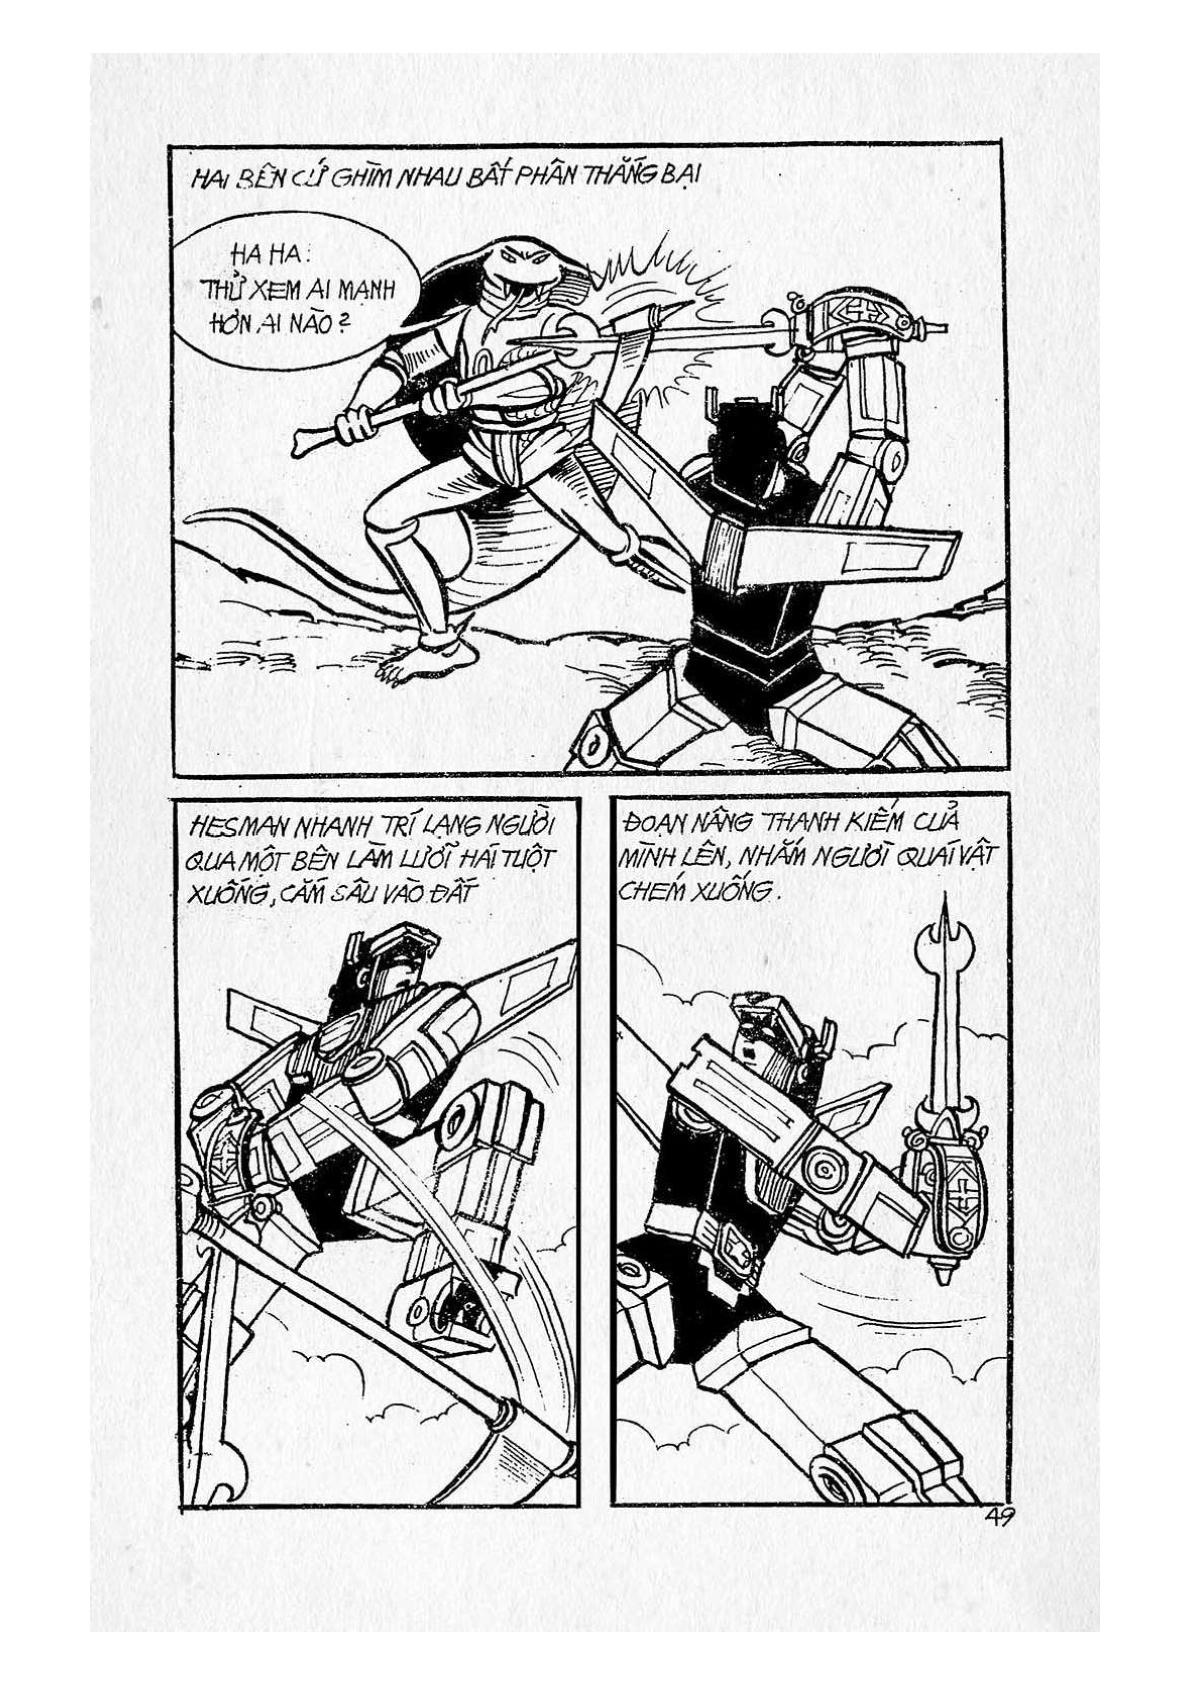 HAI BÊN CỨ GHÌM NHAU BẤT PHÂN THẮNG BẠI
HA HA:
THỬ XEM AI MẠNH
HƠN AI NÀO?
HESMAN NHANH TRÍ LẠNG NGƯỜI
QUA MỘT BÊN LÀM LƯỠI HÁI TUỘT
XUỐNG, CẮM SÂU VÀO ĐẤT
ĐOẠN NÂNG THANH KIẾM CỦA
MÌNH LÊN, NHẮM NGƯƠÌ QUÁI VẬT
CHÉM XUỐNG.
49